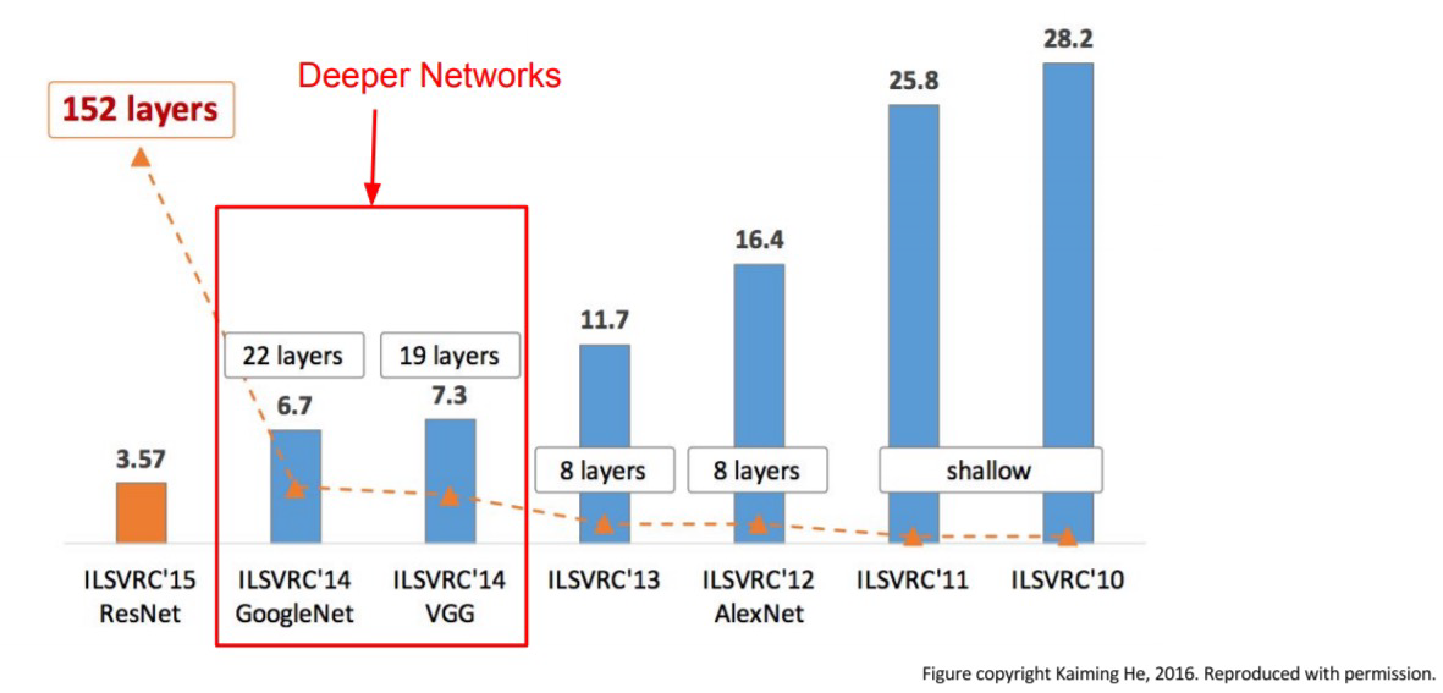 Deeper Networks
152 layers
28.2
25.8
16.4
11.7
22 layers
19 layers
6.7
7.3
3.57
8 layers
8 layers
shallow
ILSVRC'15
ResNet
ILSVRC'14
GoogleNet
ILSVRC'14
VGG
ILSVRC'13
ILSVRC'12
AlexNet
ILSVRC'11
ILSVRC'10
Figure copyright Kaiming He, 2016. Reproduced with permission.